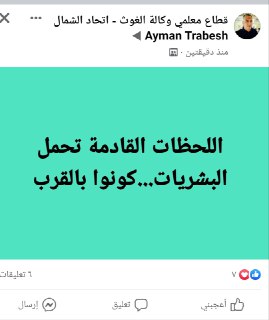 قطاع معلمي وكالة الغوث - اتحاد الشمال
Ayman Trabesh ◀
منذ دقيقتين ·
اللحظات القادمة تحمل
البشريات...كونوا بالقرب
٧
٦ تعليقات
أعجبني
تعليق
إرسال